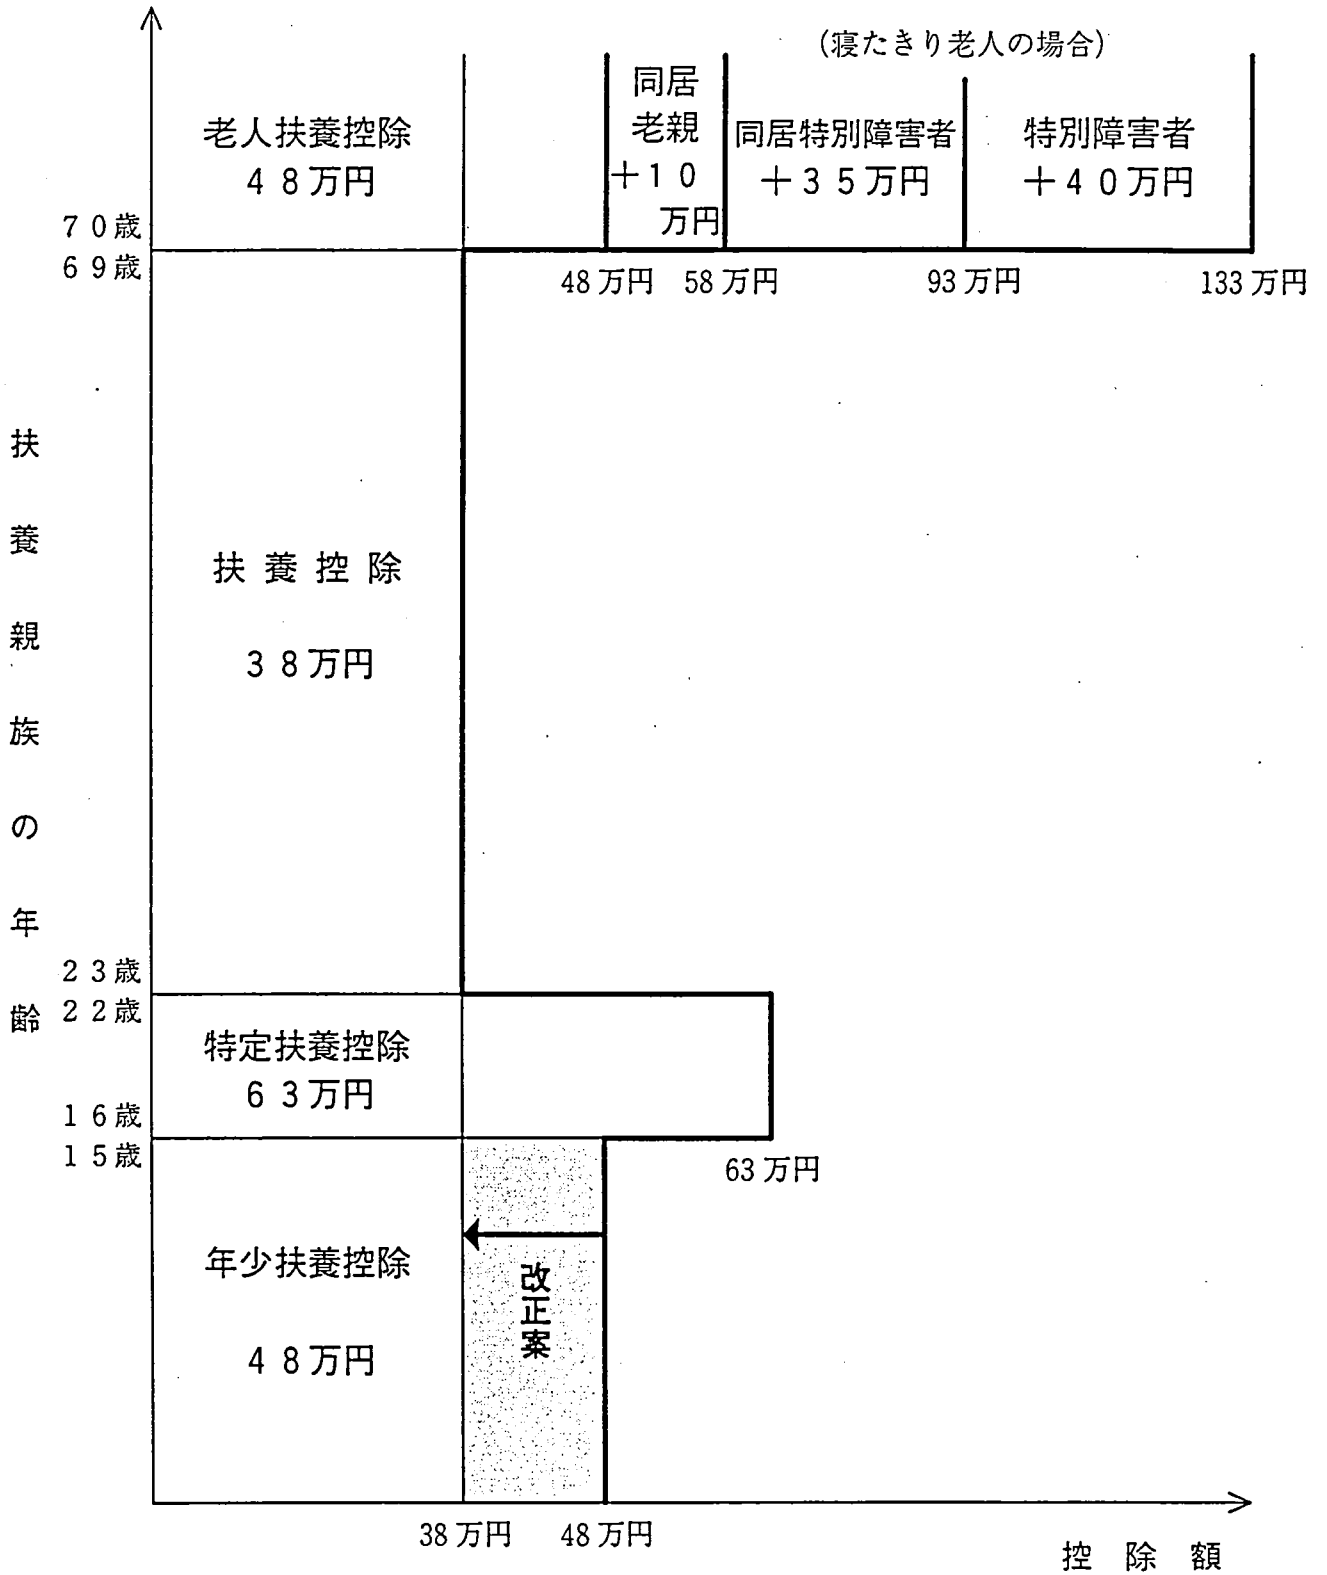 (寝たきり老人の場合)
老人扶養控除
４８万円
同居
老親
＋１０
万円
同居特別障害者
＋３５万円
特別障害者
＋４０万円
７０歳
６９歳
48万円
58万円
93万円
133万円
扶養親族の年齢
扶養控除
３８万円
２３歳
２２歳
特定扶養控除
６３万円
１６歳
１５歳
63万円
年少扶養控除
４８万円
改正案
38万円
48万円
控除額